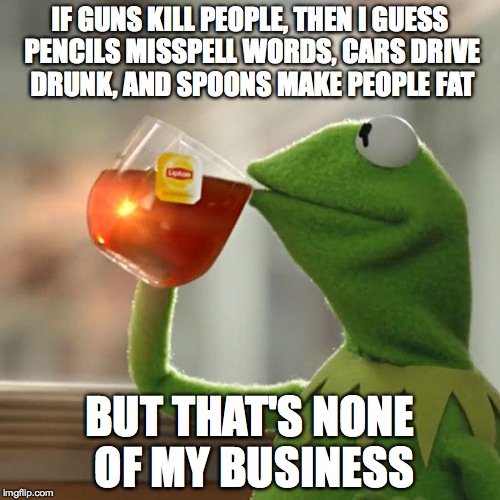 IF GUNS KILL PEOPLE, THEN I GUESS
PENCILS MISSPELL WORDS, CARS DRIVE
DRUNK, AND SPOONS MAKE PEOPLE FAT
Lipton
BUT THAT'S NONE
OF MY BUSINESS
imgflip.com